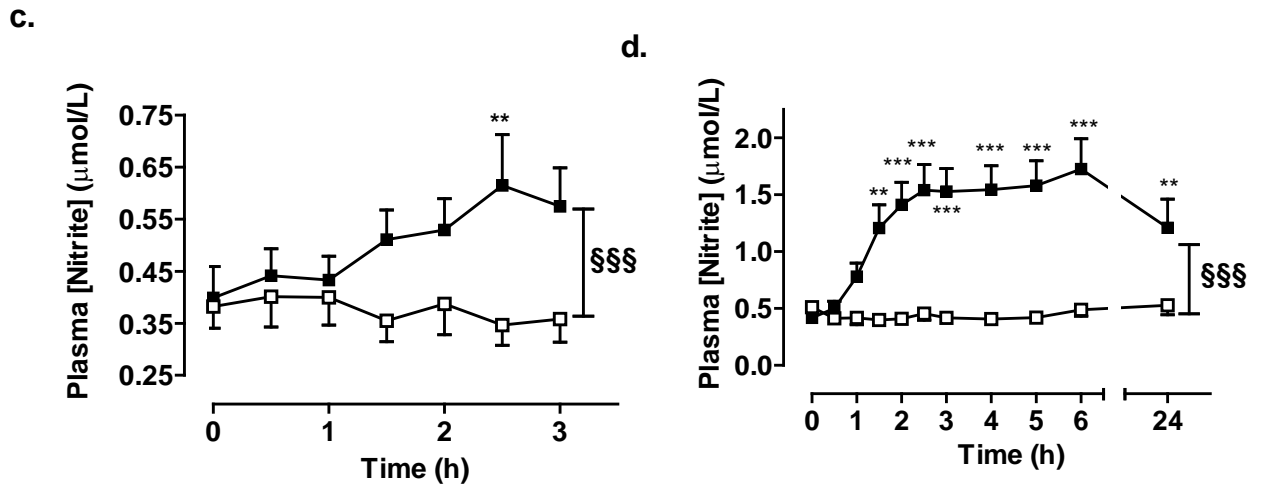 c.
Plasma [Nitrite] (μmol/L)
0.75
0.65
0.55
0.45
0.35
0.25
**
§§§
0 1 2 3
Time (h)
d.
Plasma [Nitrite] (μmol/L)
2.0
1.5
1.0
0.5
0.0
** *** *** *** *** *** *** **
§§§
0 1 2 3 4 5 6 24
Time (h)